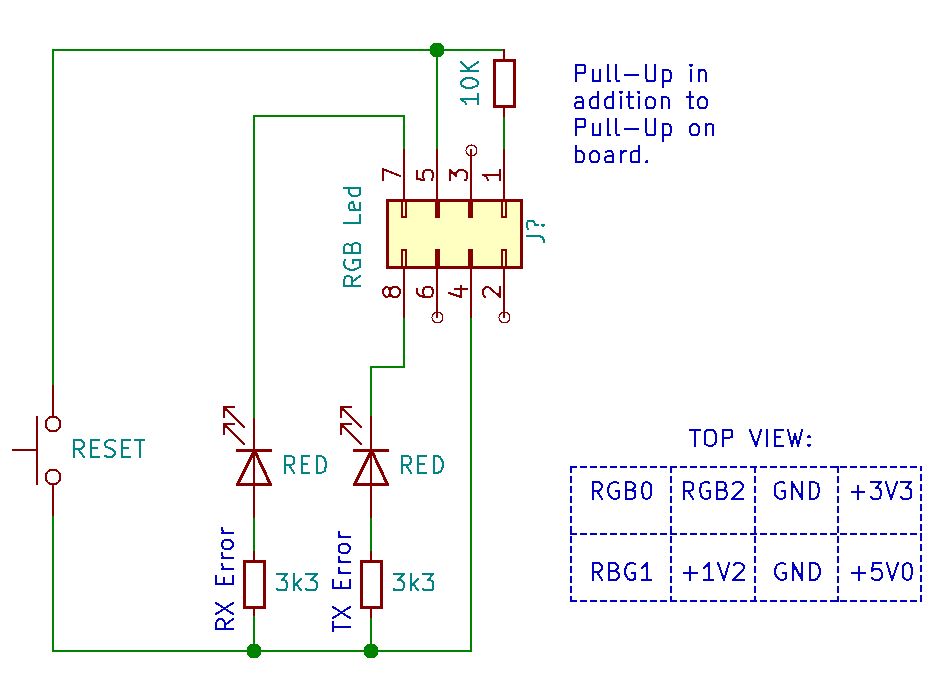 Pull-Up in
addition to
Pull-Up on
board.
10K
7 5 3 1
RGB Led
J?
8 6 4 2
RESET
RED
RED
RX Error
3k3
TX Error
3k3
TOP VIEW:
RGB0 RGB2 GND +3V3
RBG1 +1V2 GND +5V0